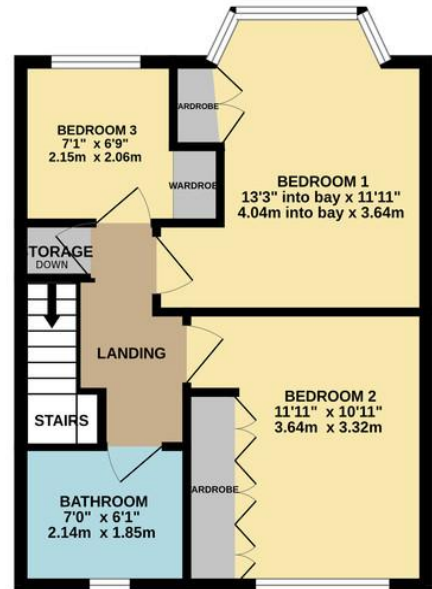 BEDROOM 3
7'1" x 6'9"
2.15m x 2.06m
ARDROBE
WARDROBE
BEDROOM 1
13'3" into bay x 11'11"
4.04m into bay x 3.64m
STORAGE
DOWN
LANDING
STAIRS
BEDROOM 2
11'11" x 10'11"
3.64m x 3.32m
ARDROBE
BATHROOM
7'0" x 6'1"
2.14m x 1.85m